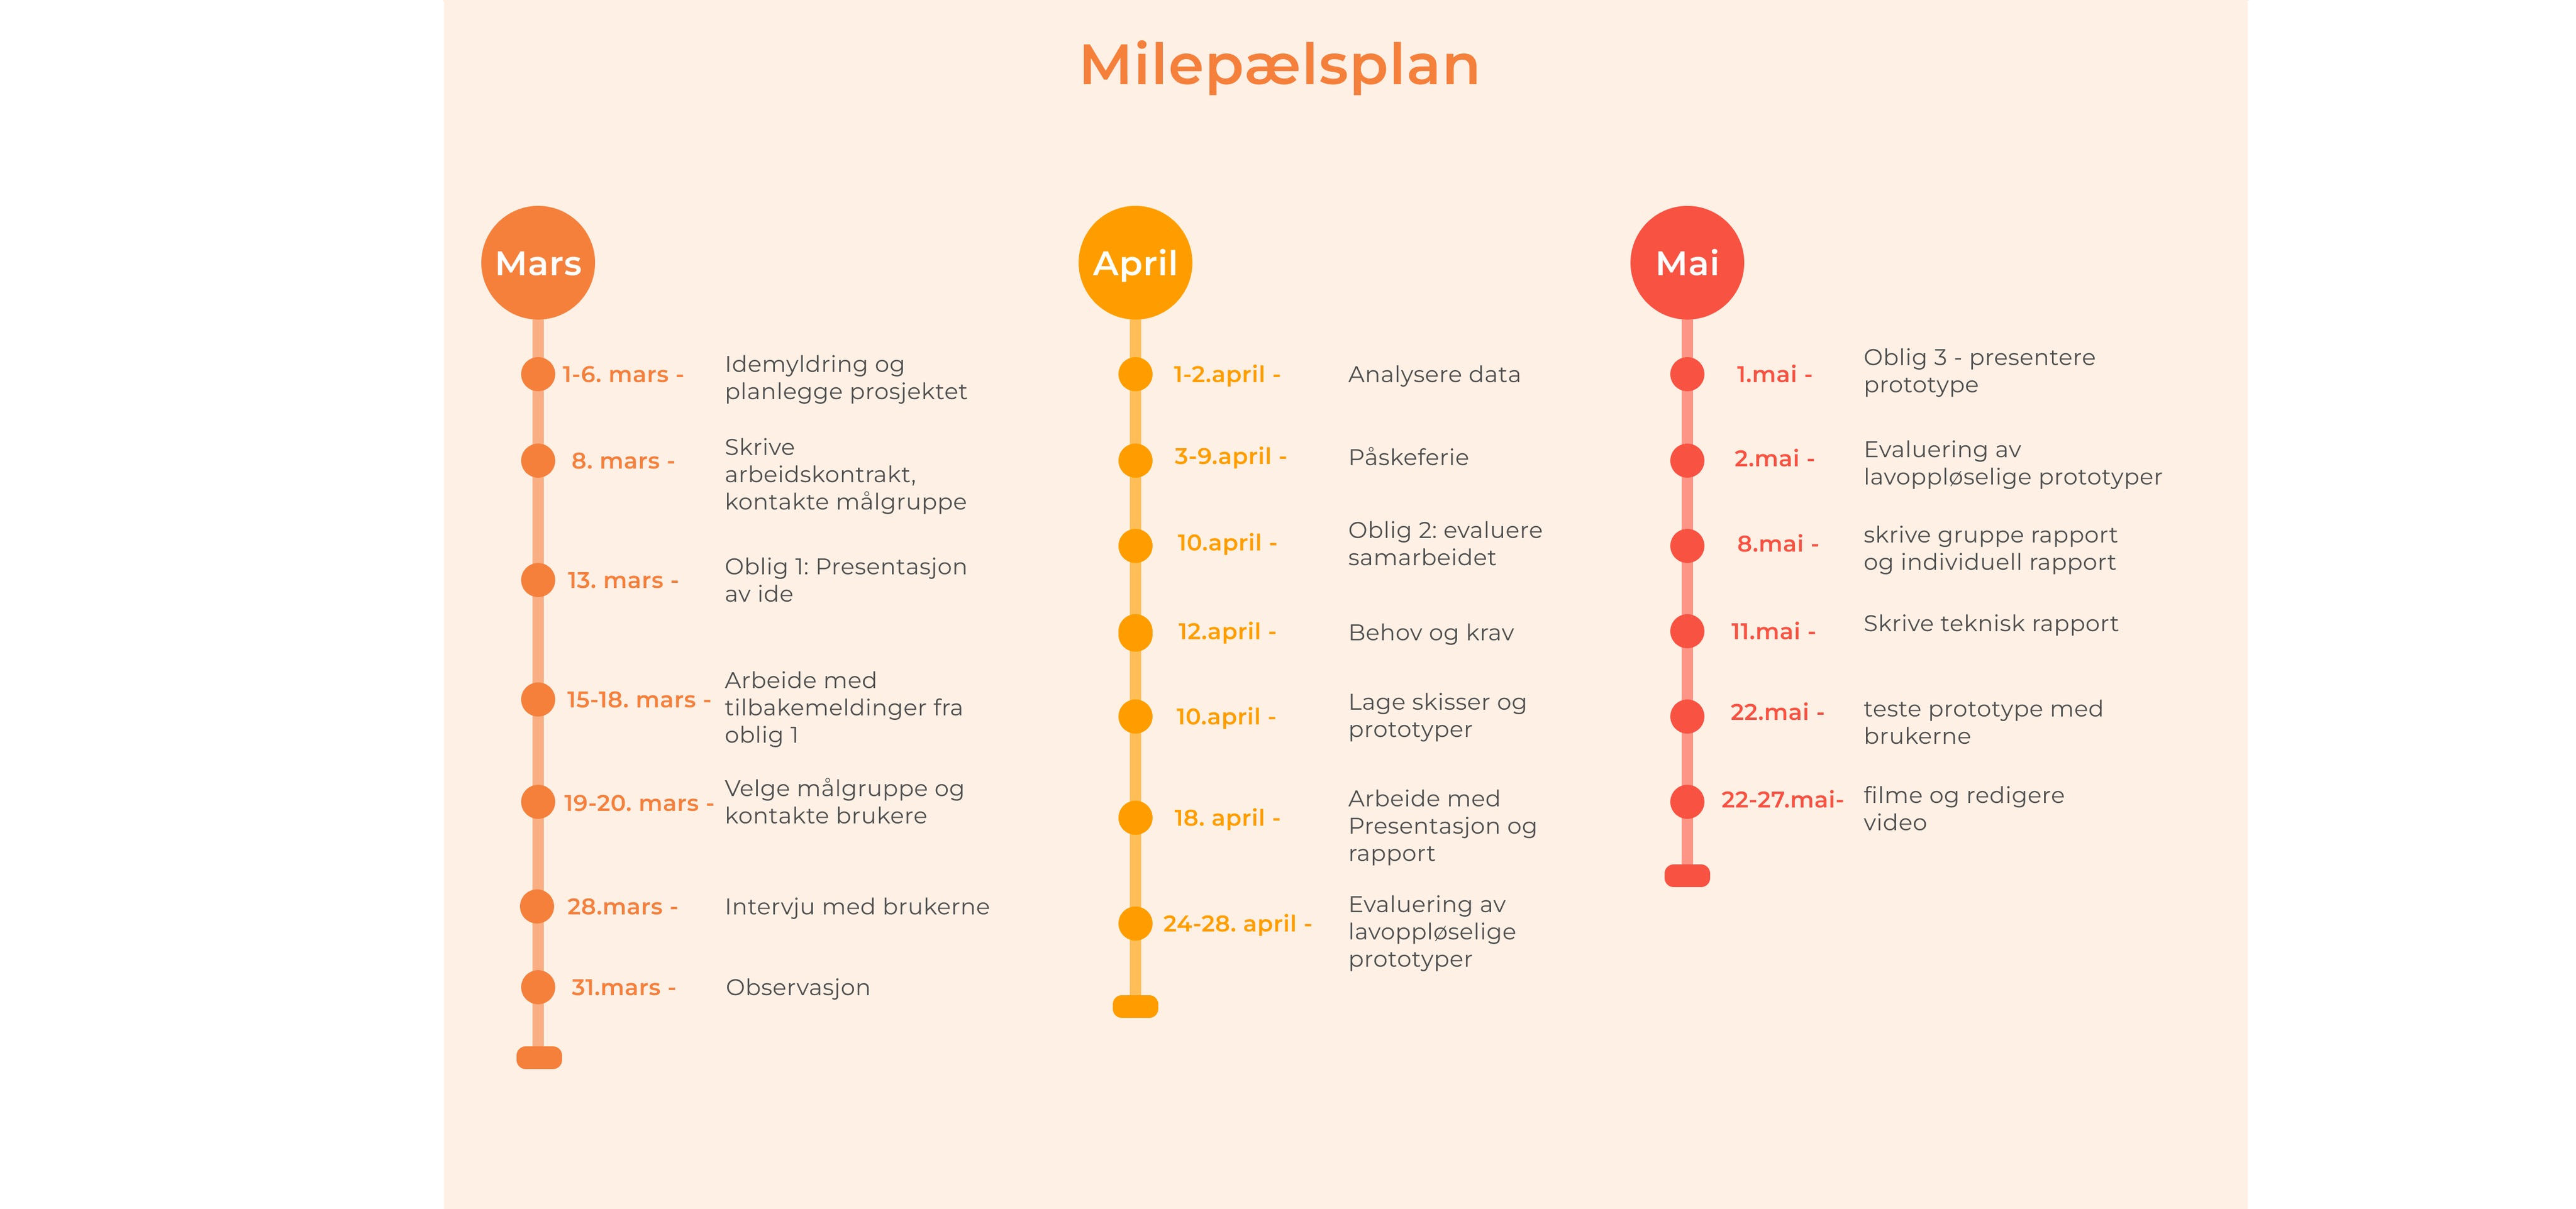 Milepælsplan
Mars
1-6. mars -
Idemyldring og
planlegge prosjektet
8. mars -
Skrive
arbeidskontrakt,
kontakte målgruppe
13. mars -
Oblig 1: Presentasjon
av ide
15-18. mars -
Arbeide med
tilbakemeldinger fra
oblig 1
19-20. mars -
Velge målgruppe og
kontakte brukere
28.mars -
Intervju med brukerne
31.mars -
Observasjon
April
1-2.april -
Analysere data
3-9.april -
Påskeferie
10.april -
Oblig 2: evaluere
samarbeidet
12.april -
Behov og krav
10.april -
Lage skisser og
prototyper
18. april -
Arbeide med
Presentasjon og
rapport
24-28. april -
Evaluering av
lavoppløselige
prototyper
Mai
1.mai -
Oblig 3 - presentere
prototype
2.mai -
Evaluering av
lavoppløselige prototyper
8.mai -
skrive gruppe rapport
og individuell rapport
11.mai -
Skrive teknisk rapport
22.mai -
teste prototype med
brukerne
22-27.mai-
filme og redigere
video